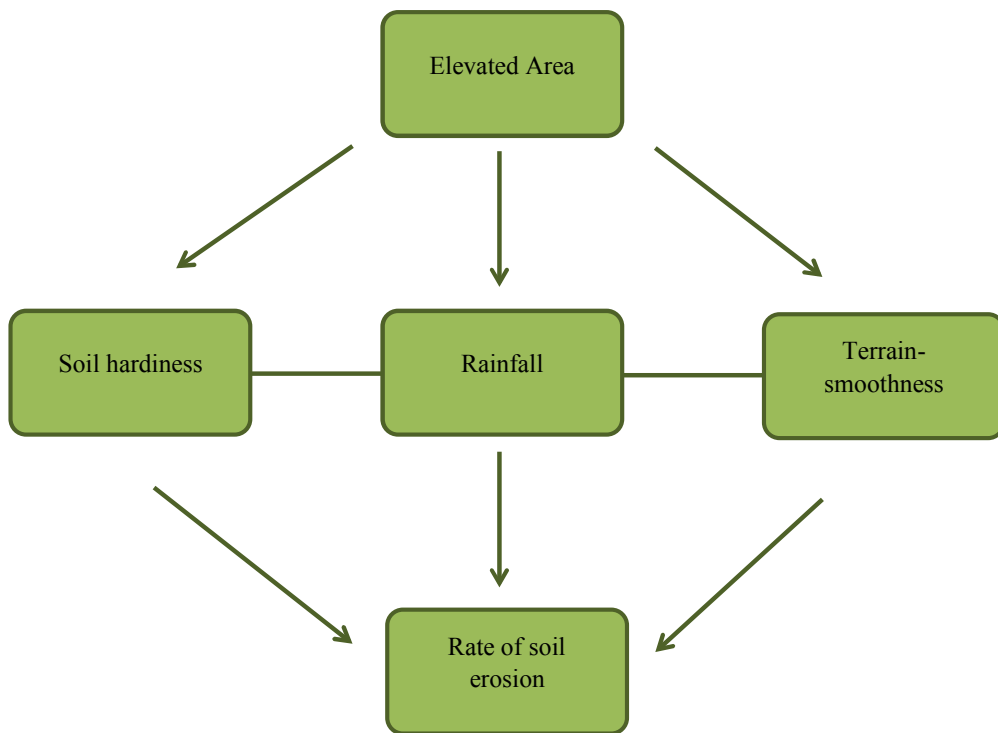 Elevated Area
Soil hardiness
Rainfall
Terrain-
smoothness
Rate of soil
erosion